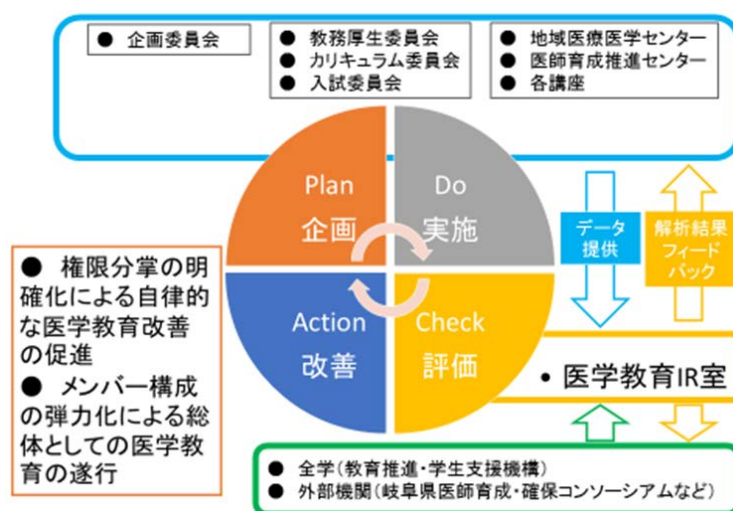 ● 企画委員会
● 教務厚生委員会
● カリキュラム委員会
● 入試委員会
● 地域医療医学センター
● 医師育成推進センター
● 各講座
Plan
企画
Do
実施
Action
改善
Check
評価
データ
提供
解析結果
フィード
バック
● 権限分掌の明
確化による自律的
な医学教育改善
の促進
● メンバー構成
の弾力化による総
体としての医学教
育の遂行
• 医学教育IR室
● 全学(教育推進・学生支援機構)
● 外部機関(岐阜県医師育成・確保コンソーシアムなど)